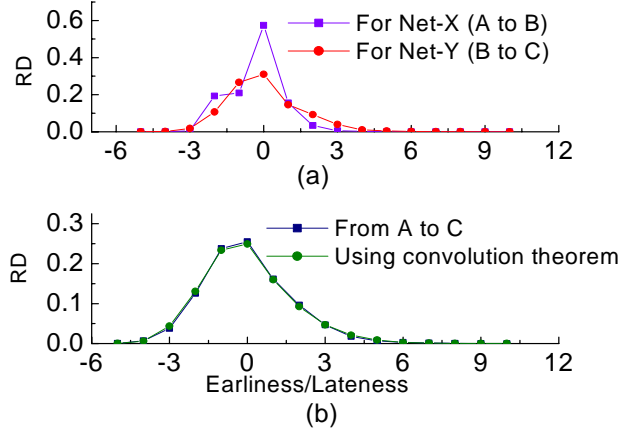 0.6
0.4
0.2
0.0
RD
For Net-X (A to B)
For Net-Y (B to C)
-6 -3 0 3 6 9 12
(a)
0.3
0.2
0.1
0.0
RD
From A to C
Using convolution theorem
-6 -3 0 3 6 9 12
Earliness/Lateness
(b)